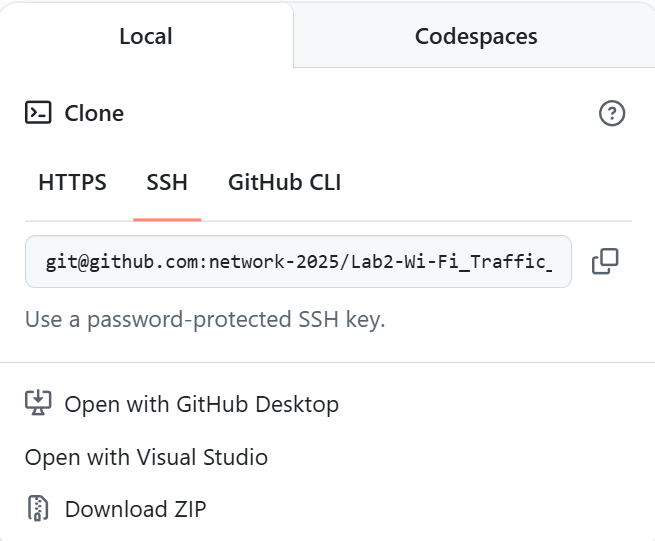 Local
Codespaces
Clone
HTTPS
SSH
GitHub CLI
git@github.com:network-2025/Lab2-Wi-Fi_Traffic_
Use a password-protected SSH key.
Open with GitHub Desktop
Open with Visual Studio
Download ZIP